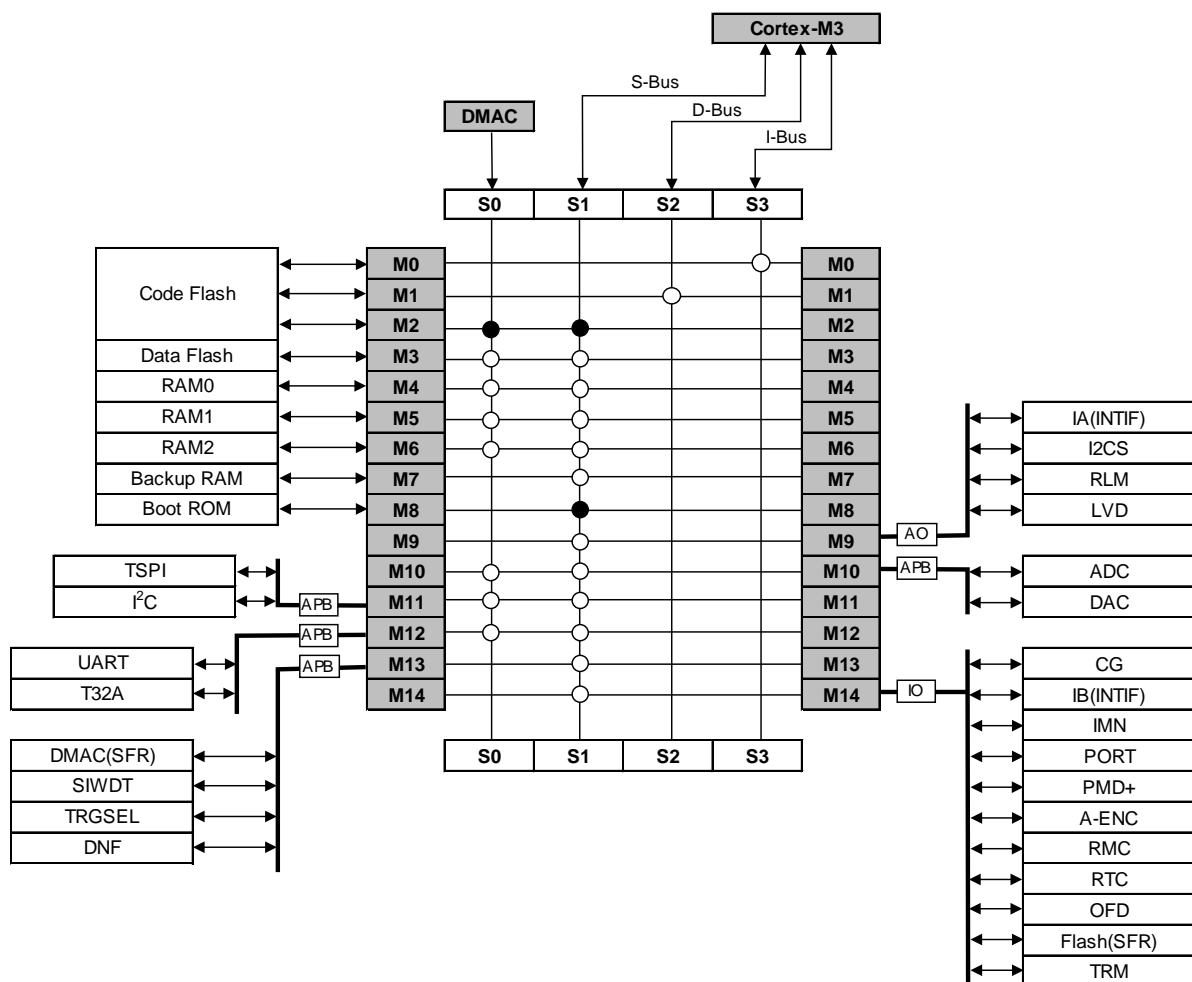 Cortex-M3
S-Bus
D-Bus
DMAC
I-Bus
S0 S1 S2 S3
Code Flash
M0 M0
M1 M1
M2 M2
Data Flash M3 M3
RAM0 M4 M4
RAM1 M5 M5 IA(INTIF)
RAM2 M6 M6 I2CS
Backup RAM M7 M7 RLM
Boot ROM M8 M8 LVD
M9 M9 AO
TSPI M10 M10 APB ADC
I²C APB M11 M11 DAC
APB M12 M12
UART APB M13 M13 CG
T32A M14 M14 IO IB(INTIF)
IMN
DMAC(SFR) S0 S1 S2 S3 PORT
SIWDT PMD+
TRGSEL A-ENC
DNF RMC
RTC
OFD
Flash(SFR)
TRM